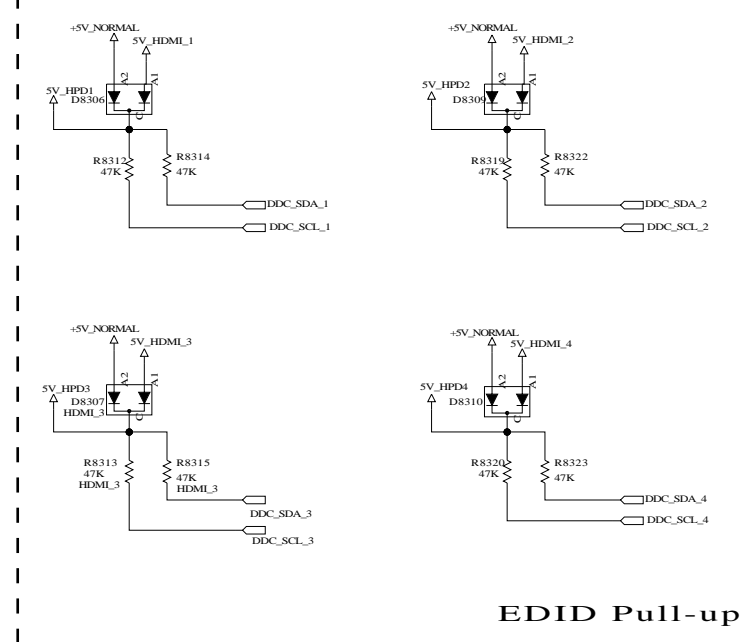 +5V_NORMAL
5V_HDMI_1
A2
A1
5V_HPD1
D8306
C
R8312
47K
R8314
47K
DDC_SDA_1
DDC_SCL_1
+5V_NORMAL
5V_HDMI_2
A2
A1
5V_HPD2
D8309
C
R8319
47K
R8322
47K
DDC_SDA_2
DDC_SCL_2
+5V_NORMAL
5V_HDMI_3
A2
A1
5V_HPD3
D8307
HDMI_3
C
R8313
47K
HDMI_3
R8315
47K
HDMI_3
DDC_SDA_3
DDC_SCL_3
+5V_NORMAL
5V_HDMI_4
A2
A1
5V_HPD4
D8310
C
R8320
47K
R8323
47K
DDC_SDA_4
DDC_SCL_4
EDID Pull-up